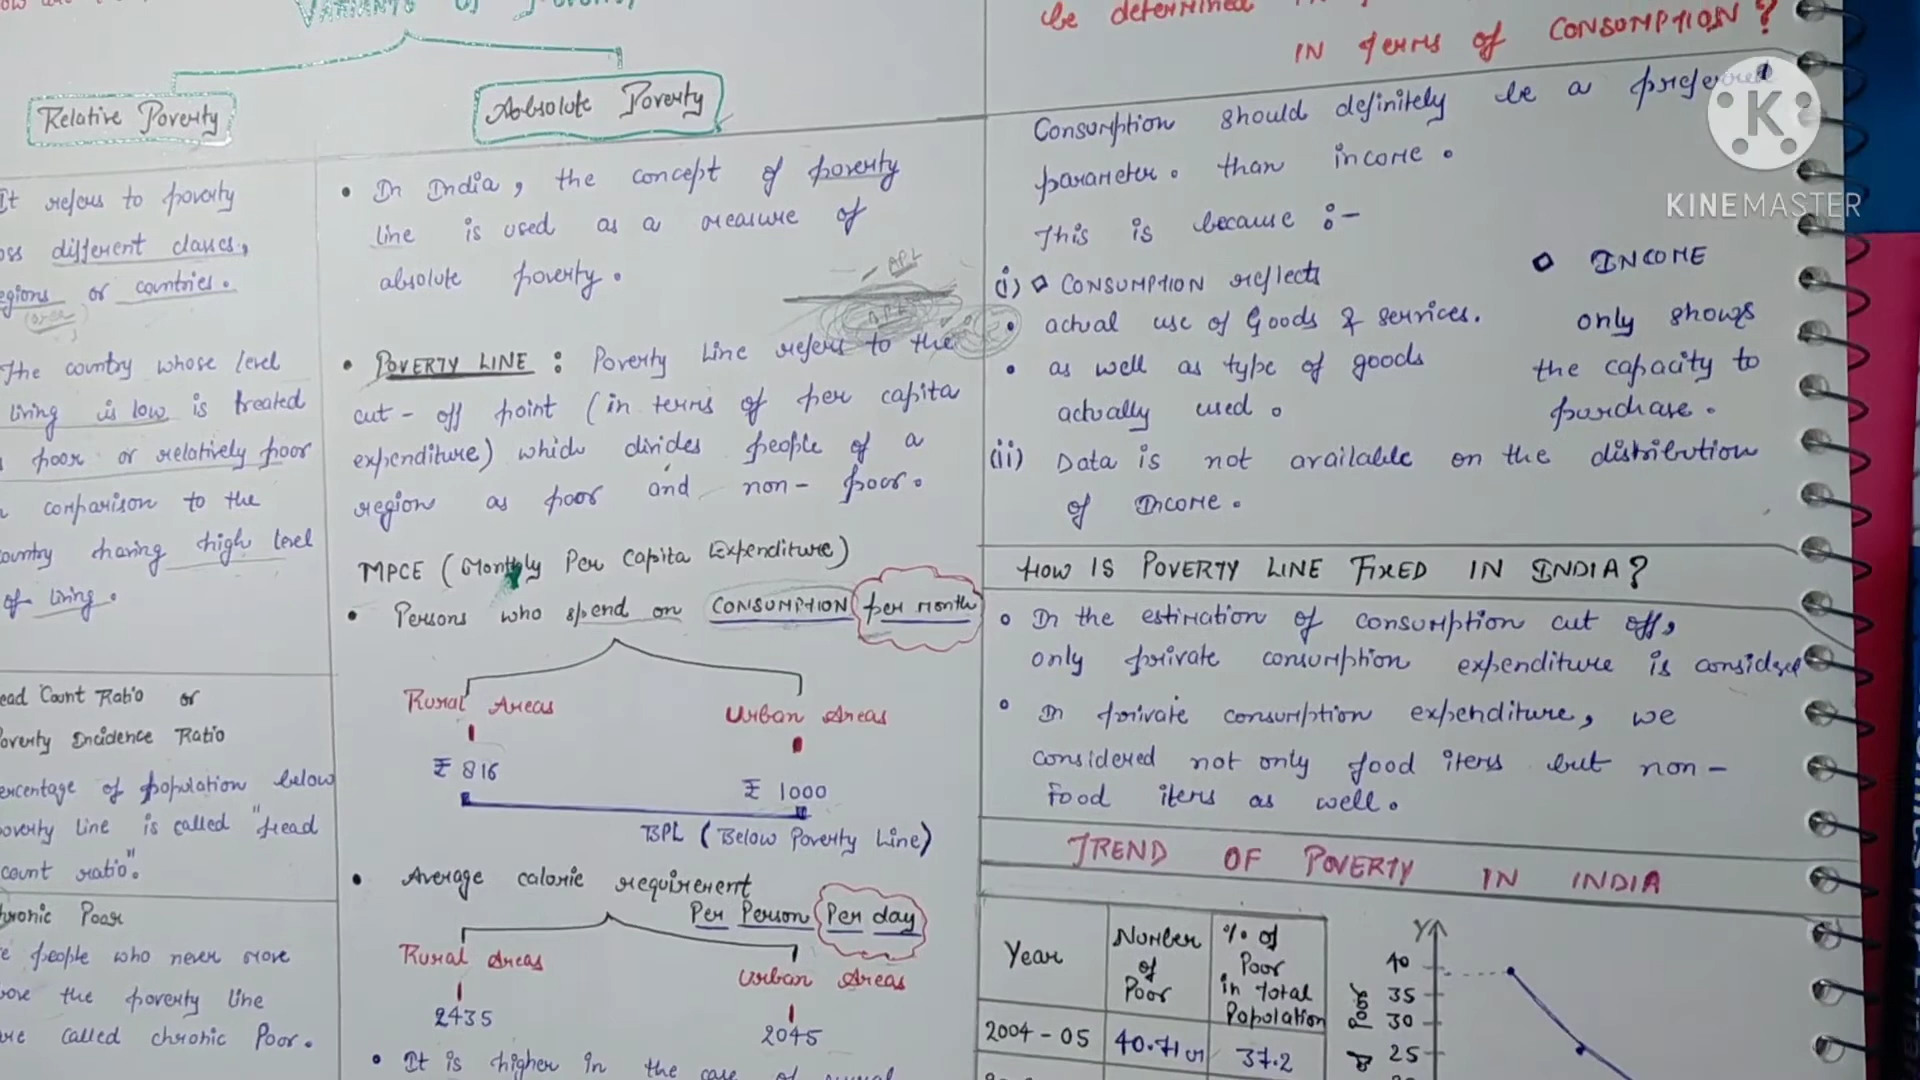 VARIANTS of Poverty
Relative Poverty
It refers to poverty
different classes,
or countries.
(area)
The country whose level
living is low is treated
poor or relatively poor
comparison to the
having high level
of living.
Count Ratio or
Incidence Ratio
of population below
line is called "Head
count ratio".
Poor
people who never move
the poverty line
called chronic Poor.
Absolute Poverty
• In India, the concept of poverty
line is used as a measure of
absolute poverty.
APL
• POVERTY LINE : Poverty Line refers to the
cut-off point (in terms of per capita
expenditure) which divides people of a
region as poor and non-poor.
MPCE (Monthly Per Capita Expenditure)
• Persons who spend on CONSUMPTION per month
Rural Areas
Urban Areas
₹ 816
₹ 1000
BPL (Below Poverty Line)
• Average calorie requirement
Per Person Per day
Rural Areas
Urban Areas
2435
2045
• It is higher in the case of rural
be determined
IN terms of CONSUMPTION?
Consumption should definitely be a preferred
parameter. than income.
This is because :-
(i) ◇ CONSUMPTION reflects
• actual use of Goods & services.
• as well as type of goods
actually used.
◇ INCOME
only shows
the capacity to
purchase.
(ii) Data is not available on the distribution
of Income.
HOW IS POVERTY LINE FIXED IN INDIA?
• In the estimation of consumption cut off,
only private consumption expenditure is considered
• In private consumption expenditure, we
considered not only food items but non-
food items as well.
TREND OF POVERTY IN INDIA
Year
Number
of
Poor
% of
Poor
in total
Population
2004-05
40.71 cr
37.2
Y
40
35
30
25
Poor
K
KINEMASTER